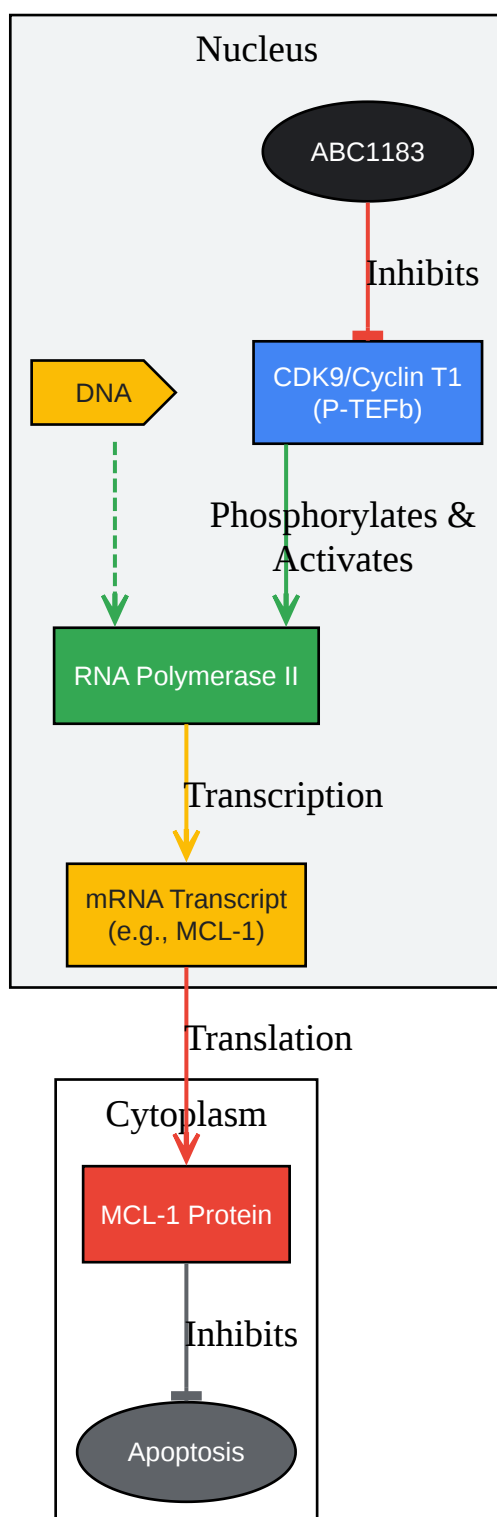 Nucleus
ABC1183
Inhibits
CDK9/Cyclin T1
(P-TEFb)
DNA
Phosphorylates &
Activates
RNA Polymerase II
Transcription
mRNA Transcript
(e.g., MCL-1)
Translation
Cytoplasm
MCL-1 Protein
Inhibits
Apoptosis